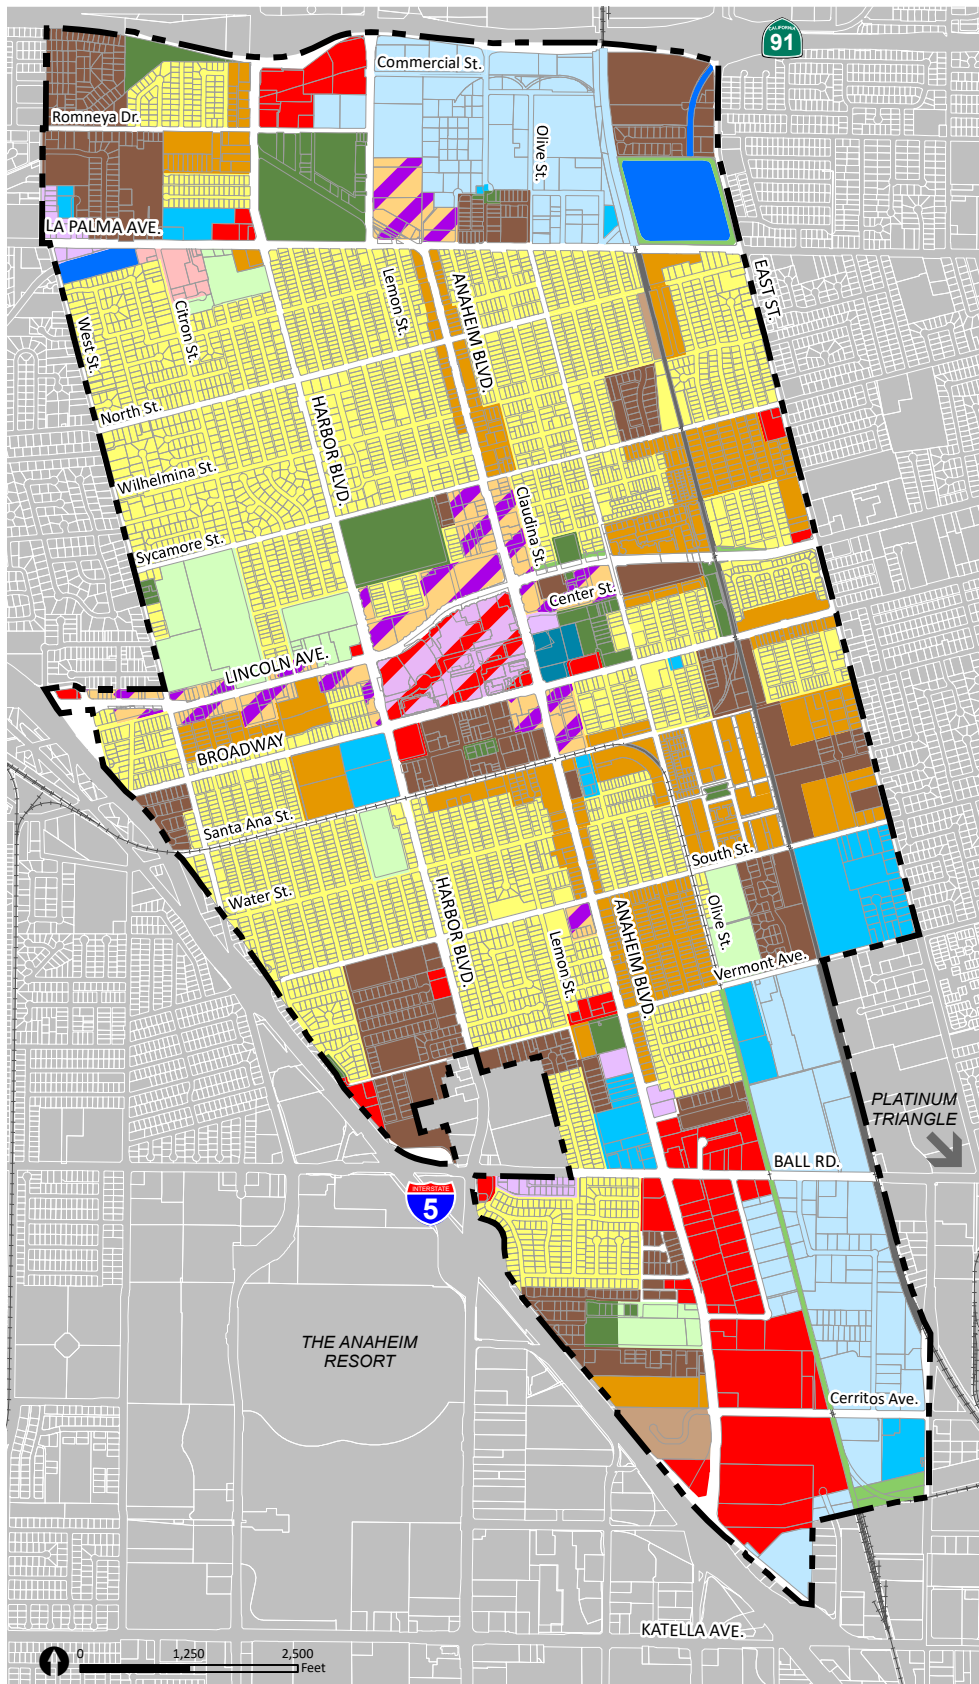 CALIFORNIA
91
Commercial St.
Romneya Dr.
Olive St.
LA PALMA AVE.
EAST ST.
Lemon St.
ANAHEIM BLVD.
Citron St.
West St.
North St.
HARBOR BLVD.
Wilhelmina St.
Claudina St.
Sycamore St.
Center St.
LINCOLN AVE.
BROADWAY
Santa Ana St.
South St.
Water St.
HARBOR BLVD.
Olive St.
ANAHEIM BLVD.
Lemon St.
Vermont Ave.
PLATINUM
TRIANGLE
BALL RD.
INTERSTATE
5
THE ANAHEIM
RESORT
Cerritos Ave.
KATELLA AVE.
0 1,250 2,500
Feet